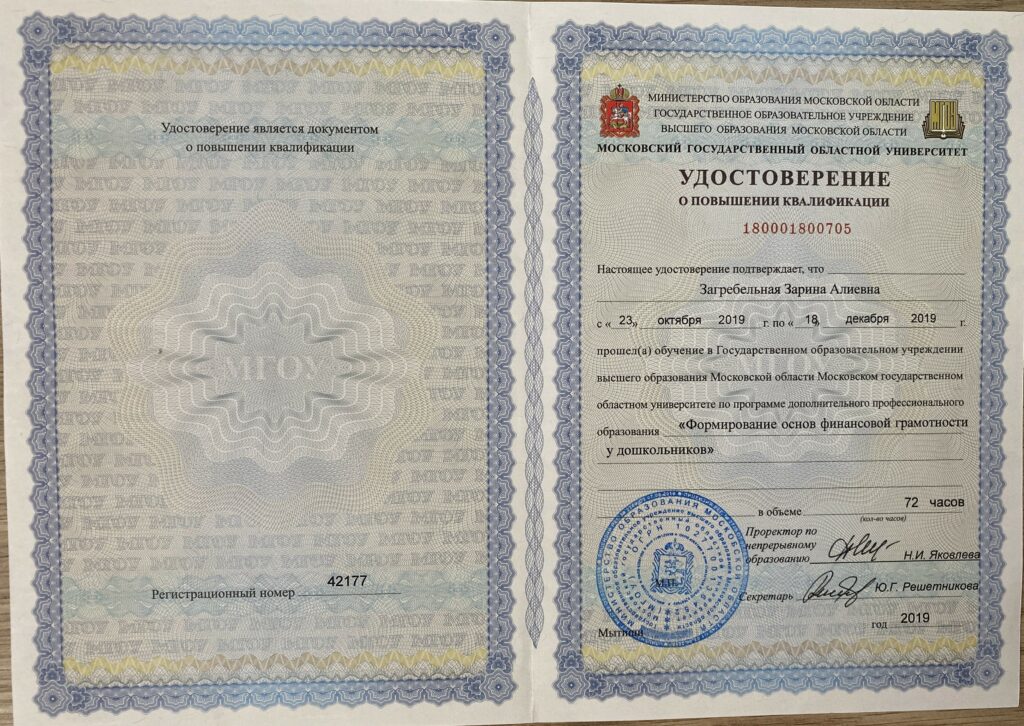 Удостоверение является документом
о повышении квалификации
МГОУ
Регистрационный номер 42177
МИНИСТЕРСТВО ОБРАЗОВАНИЯ МОСКОВСКОЙ ОБЛАСТИ
ГОСУДАРСТВЕННОЕ ОБРАЗОВАТЕЛЬНОЕ УЧРЕЖДЕНИЕ
ВЫСШЕГО ОБРАЗОВАНИЯ МОСКОВСКОЙ ОБЛАСТИ
МОСКОВСКИЙ ГОСУДАРСТВЕННЫЙ ОБЛАСТНОЙ УНИВЕРСИТЕТ
УДОСТОВЕРЕНИЕ
О ПОВЫШЕНИИ КВАЛИФИКАЦИИ
180001800705
Настоящее удостоверение подтверждает, что
Загребельная Зарина Алиевна
с «23» октября 2019 г. по «18» декабря 2019 г.
прошел(а) обучение в Государственном образовательном учреждении
высшего образования Московской области Московском государственном
областном университете по программе дополнительного профессионального
образования «Формирование основ финансовой грамотности
у дошкольников»
в объеме 72 часов
(кол-во часов)
Проректор по
непрерывному
образованию Н.И. Яковлева
М.П.
Секретарь Ю.Г. Решетникова
Мытищи год 2019